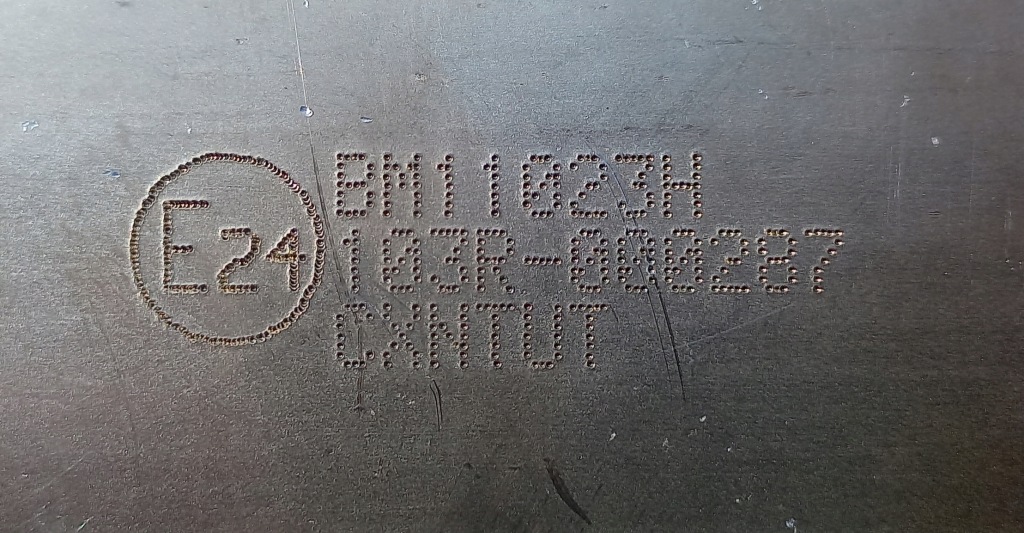 E24
BM11023H
103R-000287
CXNTUT